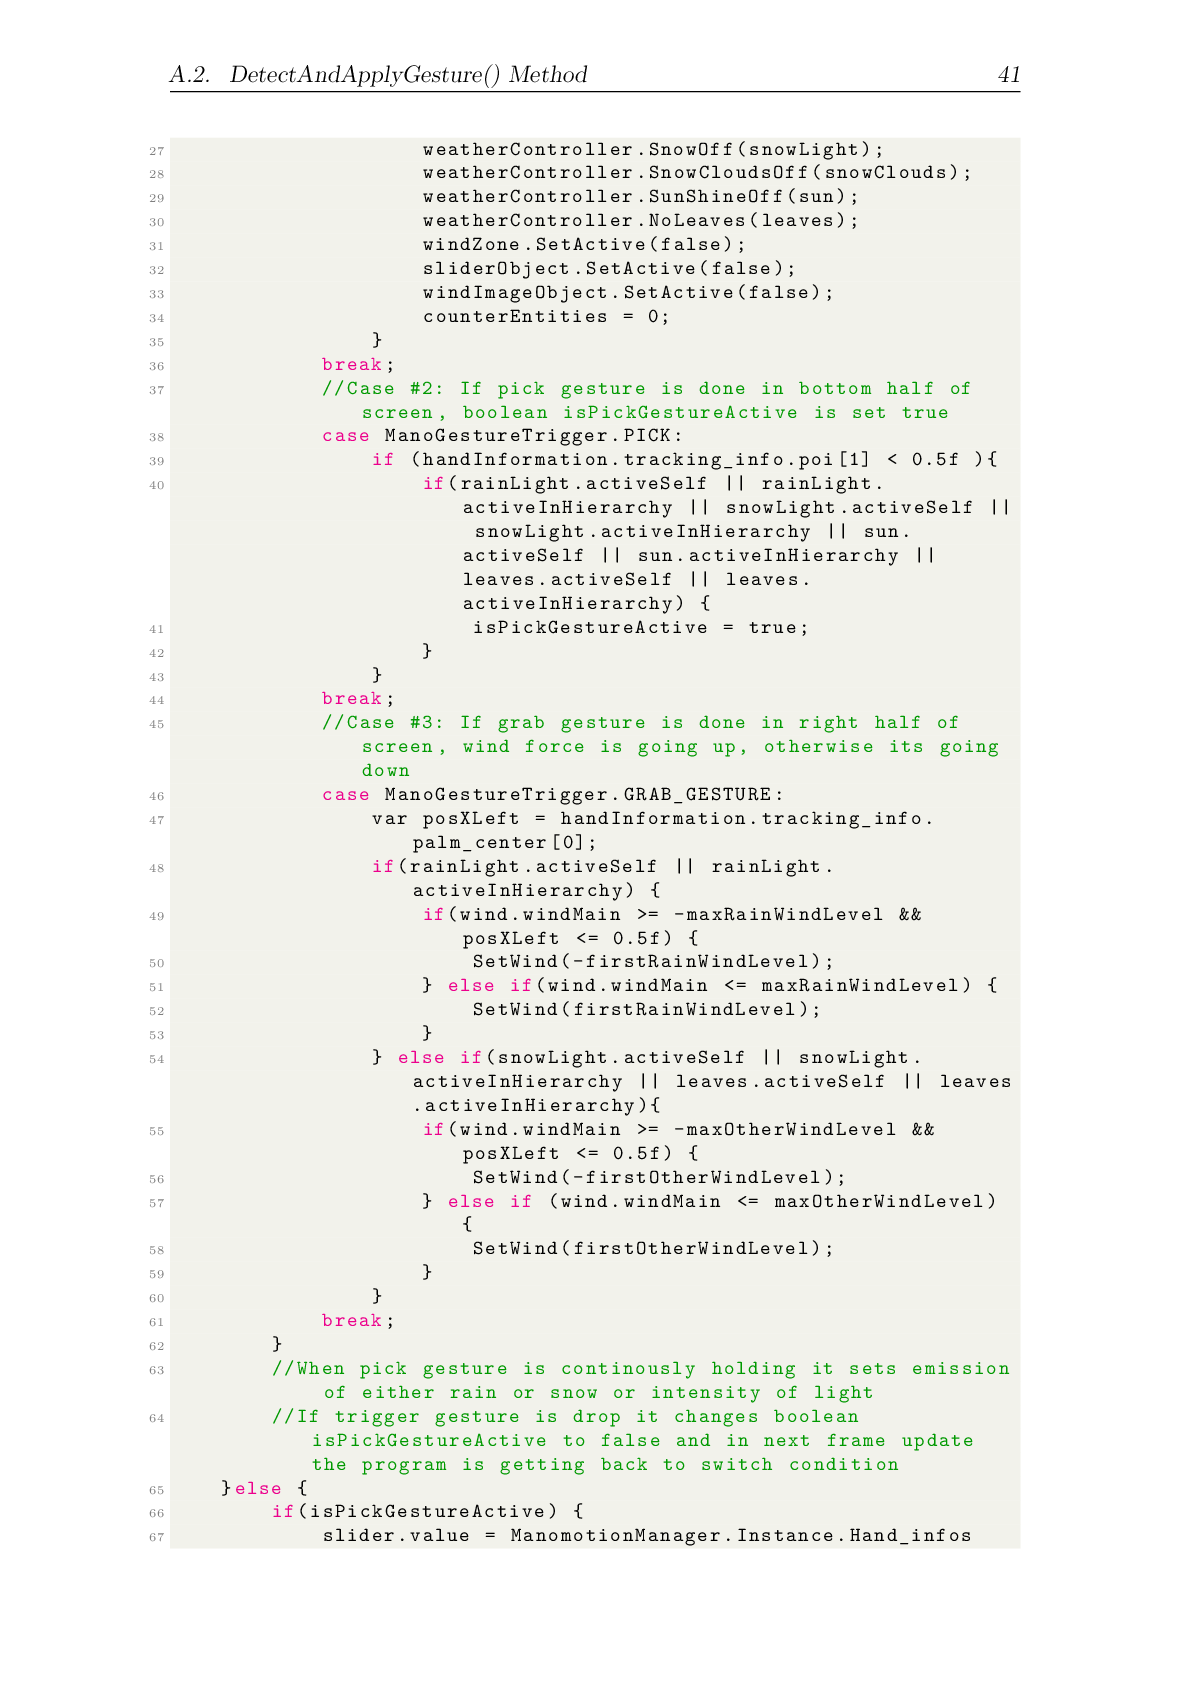 A.2. DetectAndApplyGesture() Method 41
27 weatherController.SnowOff(snowLight);
28 weatherController.SnowCloudsOff(snowClouds);
29 weatherController.SunShineOff(sun);
30 weatherController.NoLeaves(leaves);
31 windZone.SetActive(false);
32 sliderObject.SetActive(false);
33 windImageObject.SetActive(false);
34 counterEntities = 0;
35 }
36 break;
37 //Case #2: If pick gesture is done in bottom half of
screen, boolean isPickGestureActive is set true
38 case ManoGestureTrigger.PICK:
39 if (handInformation.tracking_info.poi[1] < 0.5f ){
40 if(rainLight.activeSelf || rainLight.
activeInHierarchy || snowLight.activeSelf ||
snowLight.activeInHierarchy || sun.
activeSelf || sun.activeInHierarchy ||
leaves.activeSelf || leaves.
activeInHierarchy) {
41 isPickGestureActive = true;
42 }
43 }
44 break;
45 //Case #3: If grab gesture is done in right half of
screen, wind force is going up, otherwise its going
down
46 case ManoGestureTrigger.GRAB_GESTURE:
47 var posXLeft = handInformation.tracking_info.
palm_center[0];
48 if(rainLight.activeSelf || rainLight.
activeInHierarchy) {
49 if(wind.windMain >= -maxRainWindLevel &&
posXLeft <= 0.5f) {
50 SetWind(-firstRainWindLevel);
51 } else if(wind.windMain <= maxRainWindLevel) {
52 SetWind(firstRainWindLevel);
53 }
54 } else if(snowLight.activeSelf || snowLight.
activeInHierarchy || leaves.activeSelf || leaves
.activeInHierarchy){
55 if(wind.windMain >= -maxOtherWindLevel &&
posXLeft <= 0.5f) {
56 SetWind(-firstOtherWindLevel);
57 } else if (wind.windMain <= maxOtherWindLevel)
{
58 SetWind(firstOtherWindLevel);
59 }
60 }
61 break;
62 }
63 //When pick gesture is continously holding it sets emission
of either rain or snow or intensity of light
64 //If trigger gesture is drop it changes boolean
isPickGestureActive to false and in next frame update
the program is getting back to switch condition
65 }else {
66 if(isPickGestureActive) {
67 slider.value = ManomotionManager.Instance.Hand_infos